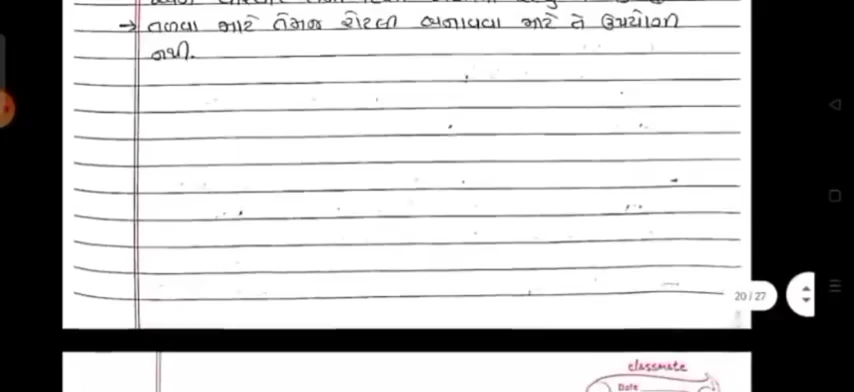 → તળવા માટે તેમજ રોટલી બનાવવા માટે તે ઉપયોગી
નથી.
20/27
classmate
Date